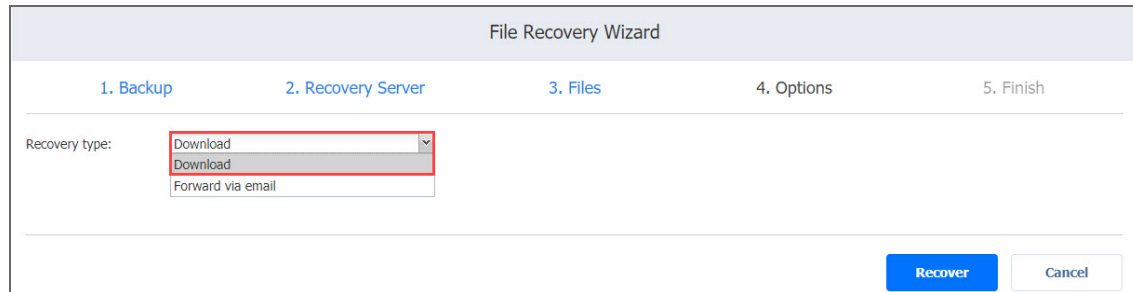 File Recovery Wizard
1. Backup 2. Recovery Server 3. Files 4. Options 5. Finish
Recovery type: Download
Download
Forward via email
Recover Cancel